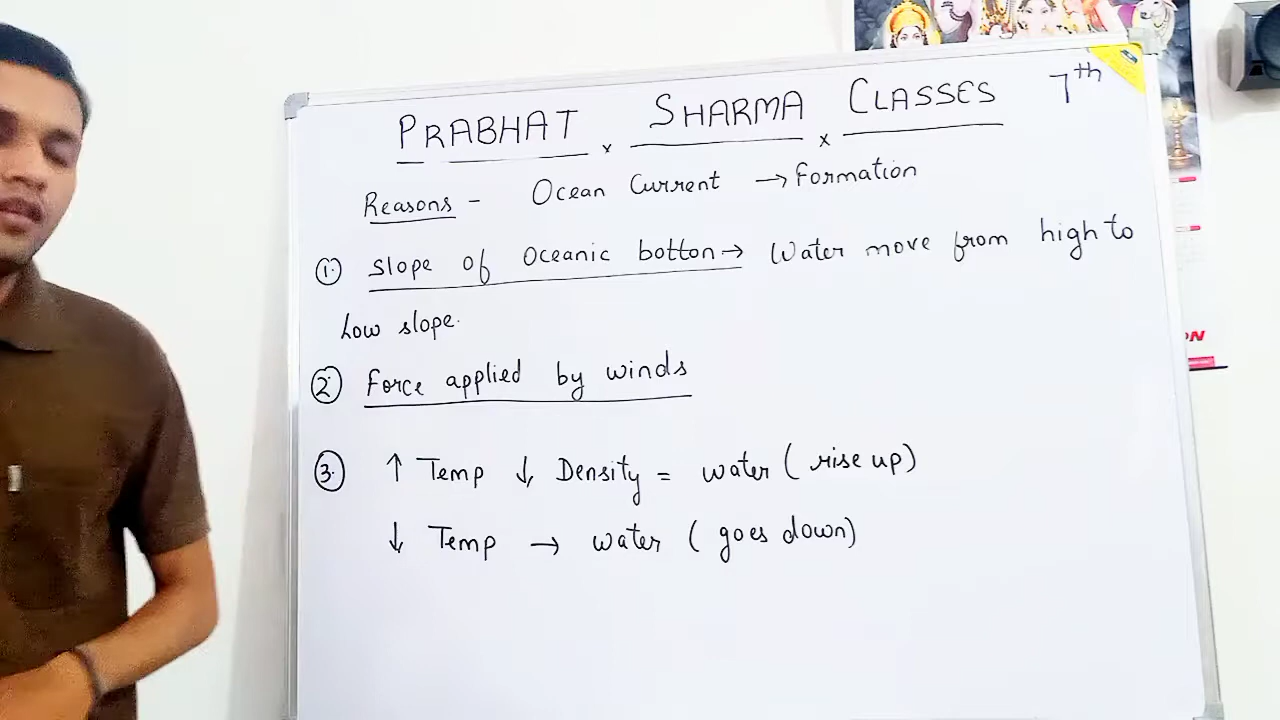 PRABHAT x SHARMA x CLASSES 7th
Reasons - Ocean Current → Formation
① Slope of Oceanic botton → Water move from high to
Low slope.
② Force applied by winds
③ ↑ Temp ↓ Density = water ( rise up)
↓ Temp → water ( goes down)
ON